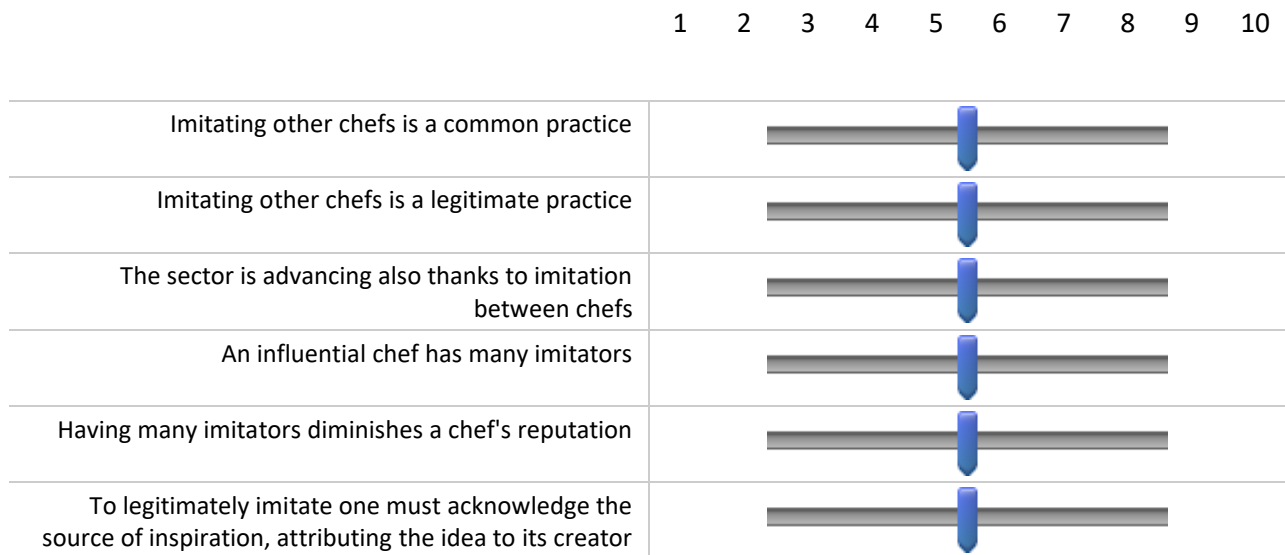 1 2 3 4 5 6 7 8 9 10
Imitating other chefs is a common practice
Imitating other chefs is a legitimate practice
The sector is advancing also thanks to imitation
between chefs
An influential chef has many imitators
Having many imitators diminishes a chef's reputation
To legitimately imitate one must acknowledge the
source of inspiration, attributing the idea to its creator